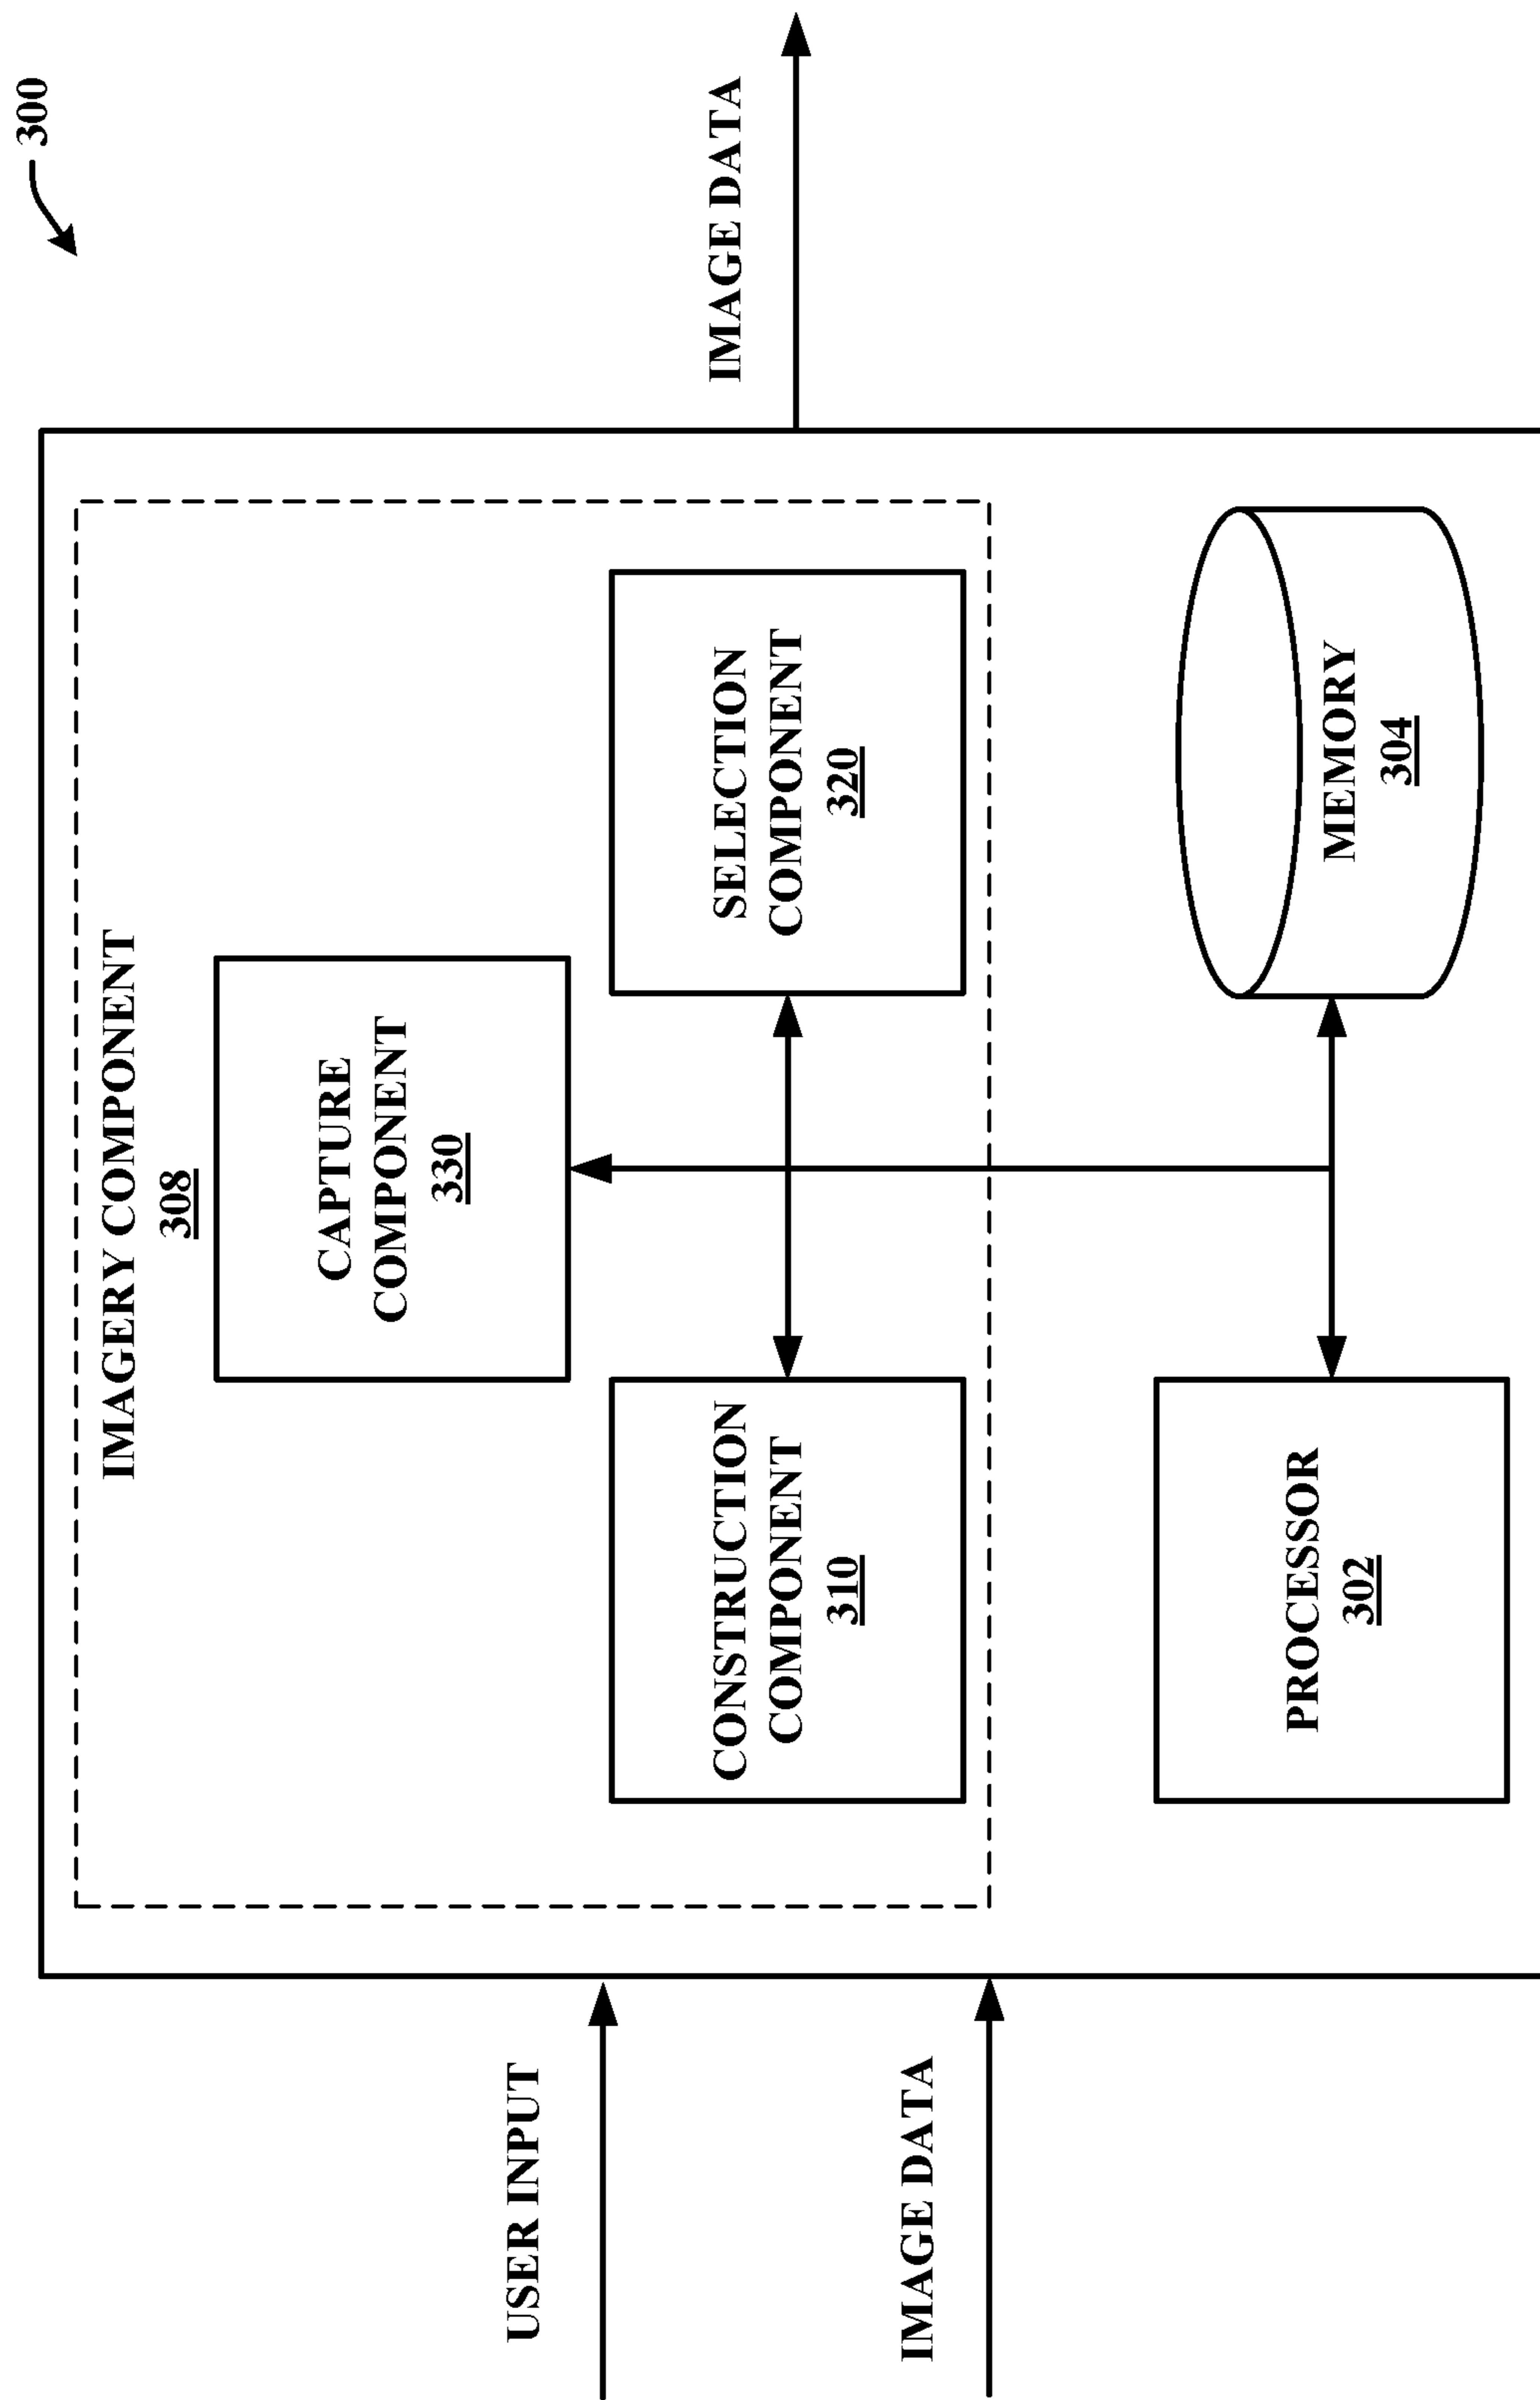 300
IMAGERY COMPONENT
308
CAPTURE
COMPONENT
330
USER INPUT
IMAGE DATA
CONSTRUCTION
COMPONENT
310
SELECTION
COMPONENT
320
IMAGE DATA
PROCESSOR
302
MEMORY
304